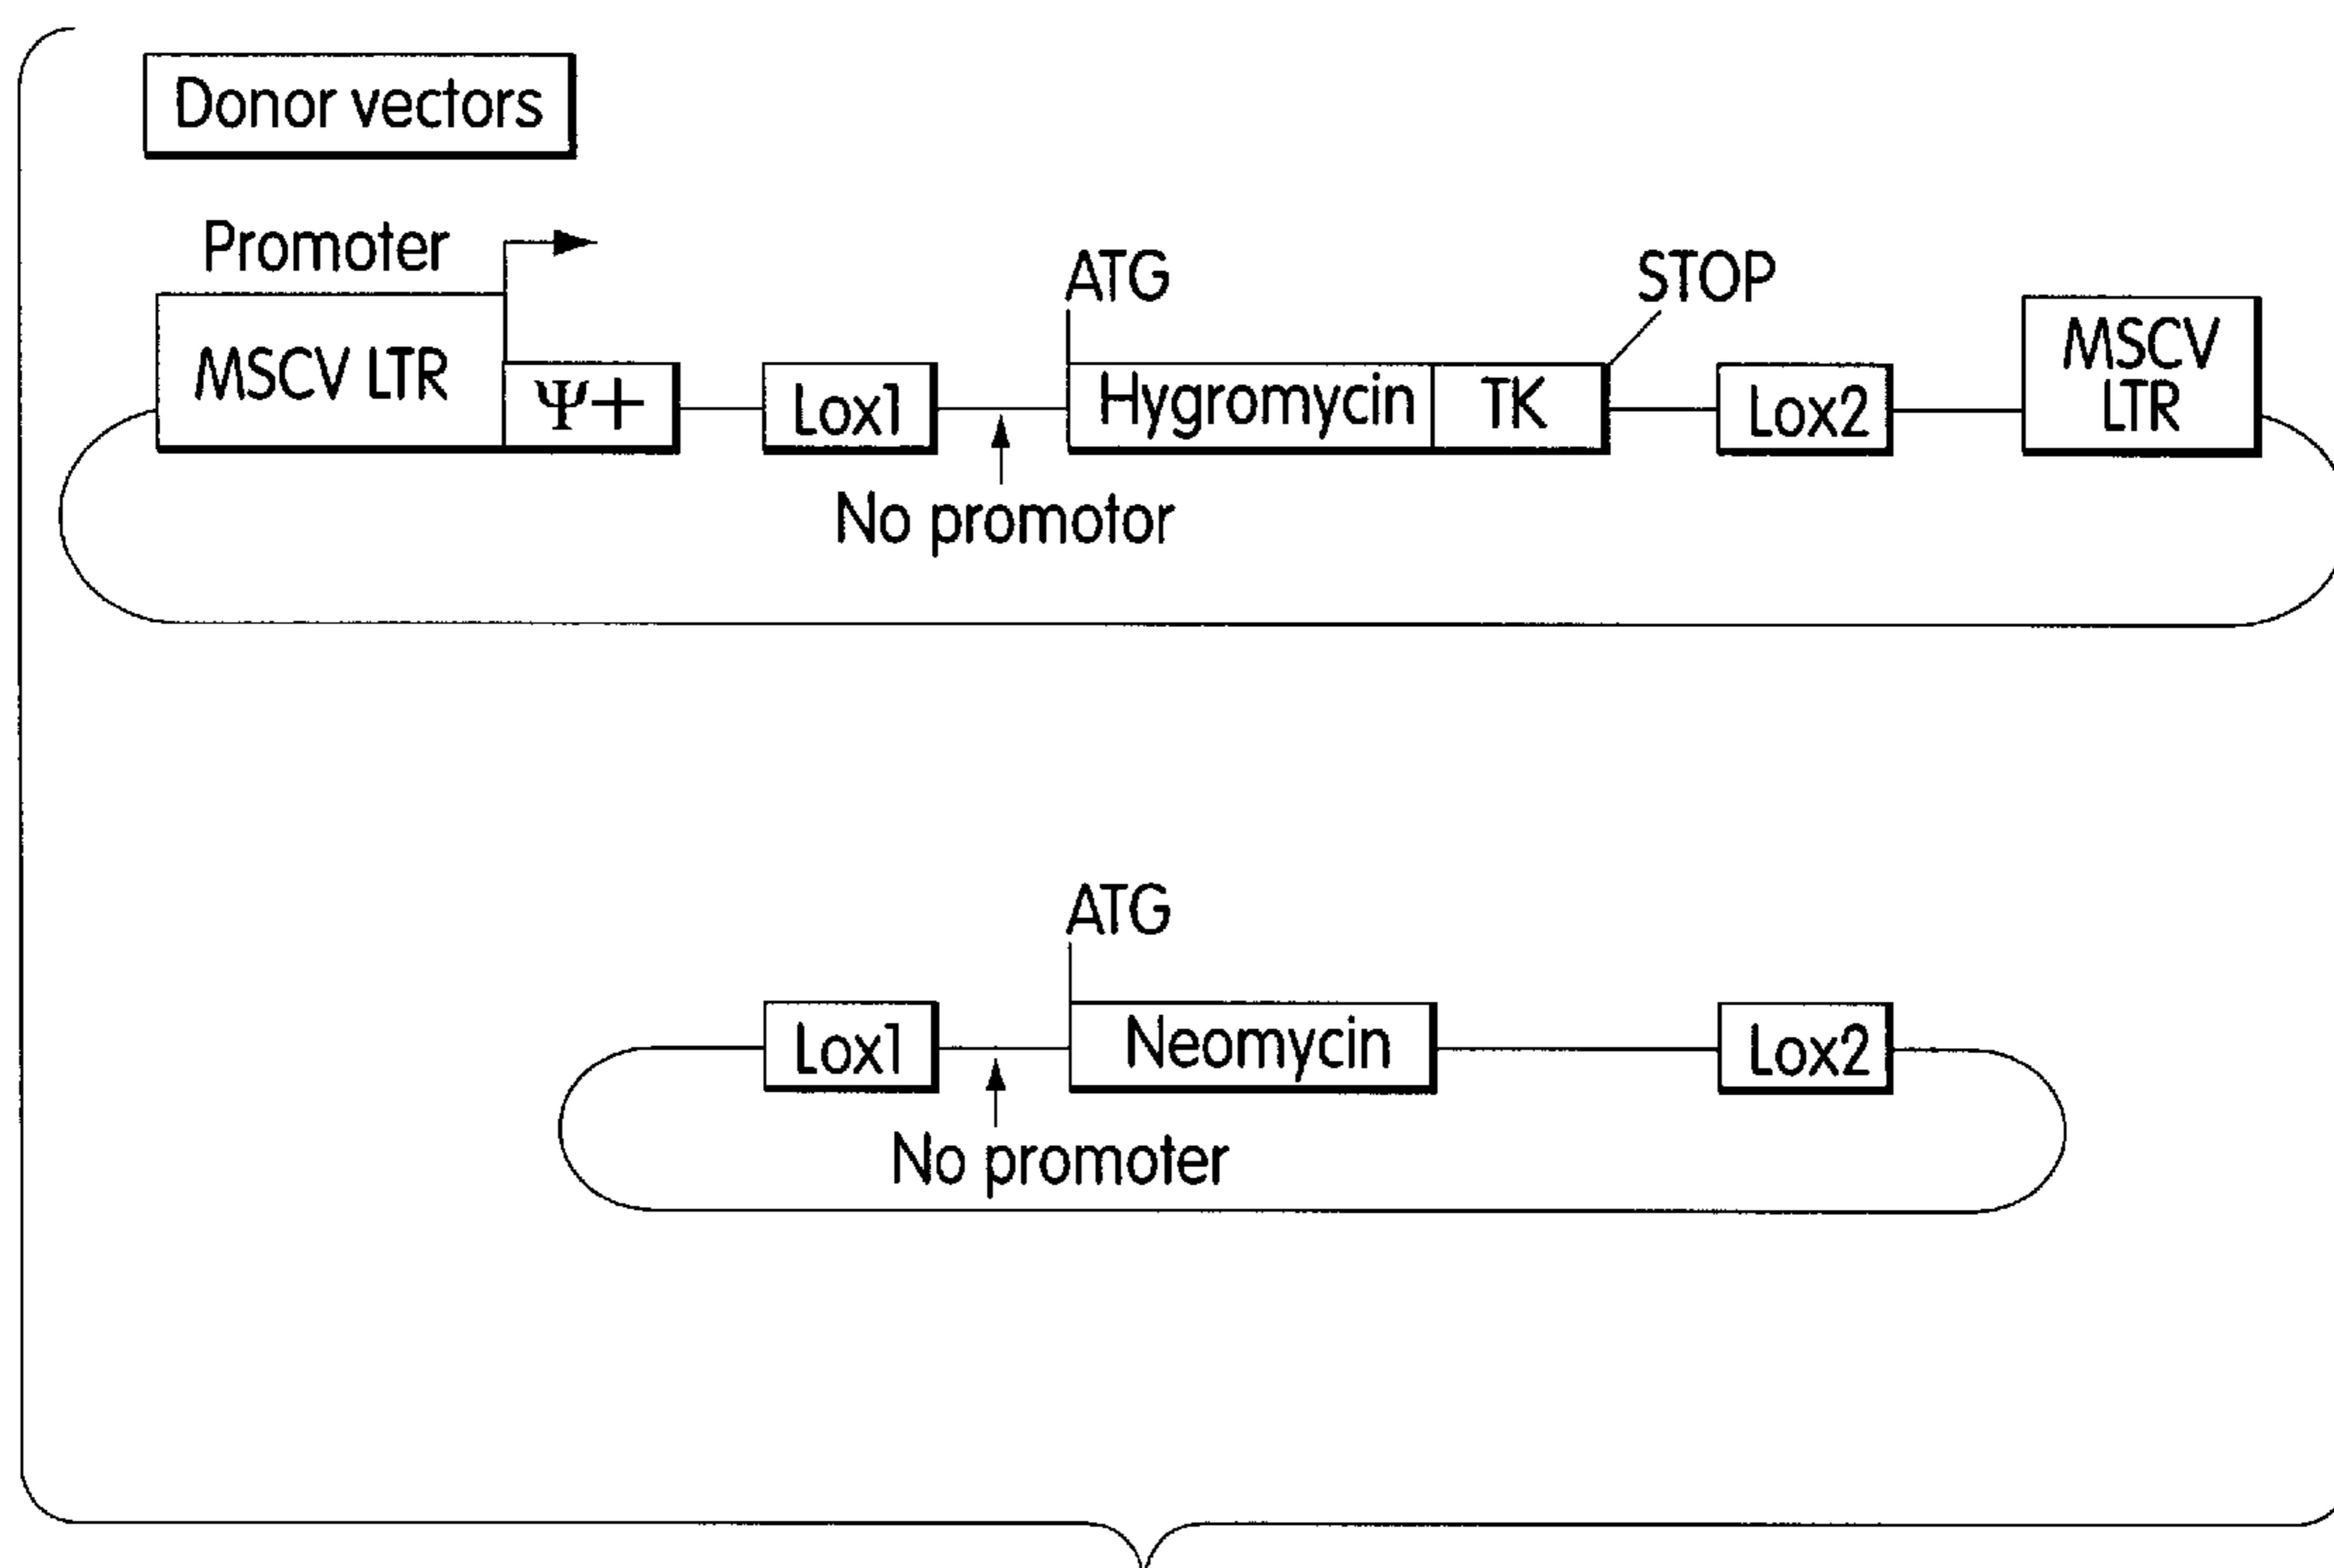 Donor vectors
Promoter
ATG
STOP
MSCV LTR
Ψ+
Lox1
Hygromycin
TK
Lox2
MSCV
LTR
No promotor
ATG
Lox1
Neomycin
Lox2
No promoter